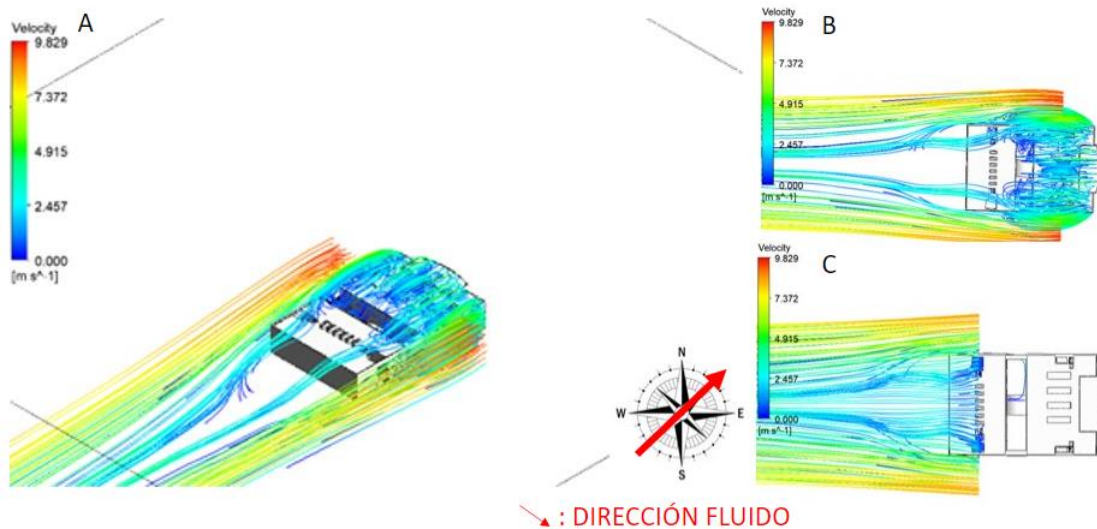 Velocity
A
9.829
7.372
4.915
2.457
0.000
[m s^-1]
Velocity
B
9.829
7.372
4.915
2.457
0.000
[m s^-1]
Velocity
C
9.829
7.372
4.915
2.457
0.000
[m s^-1]
N
W
E
S
: DIRECCIÓN FLUIDO